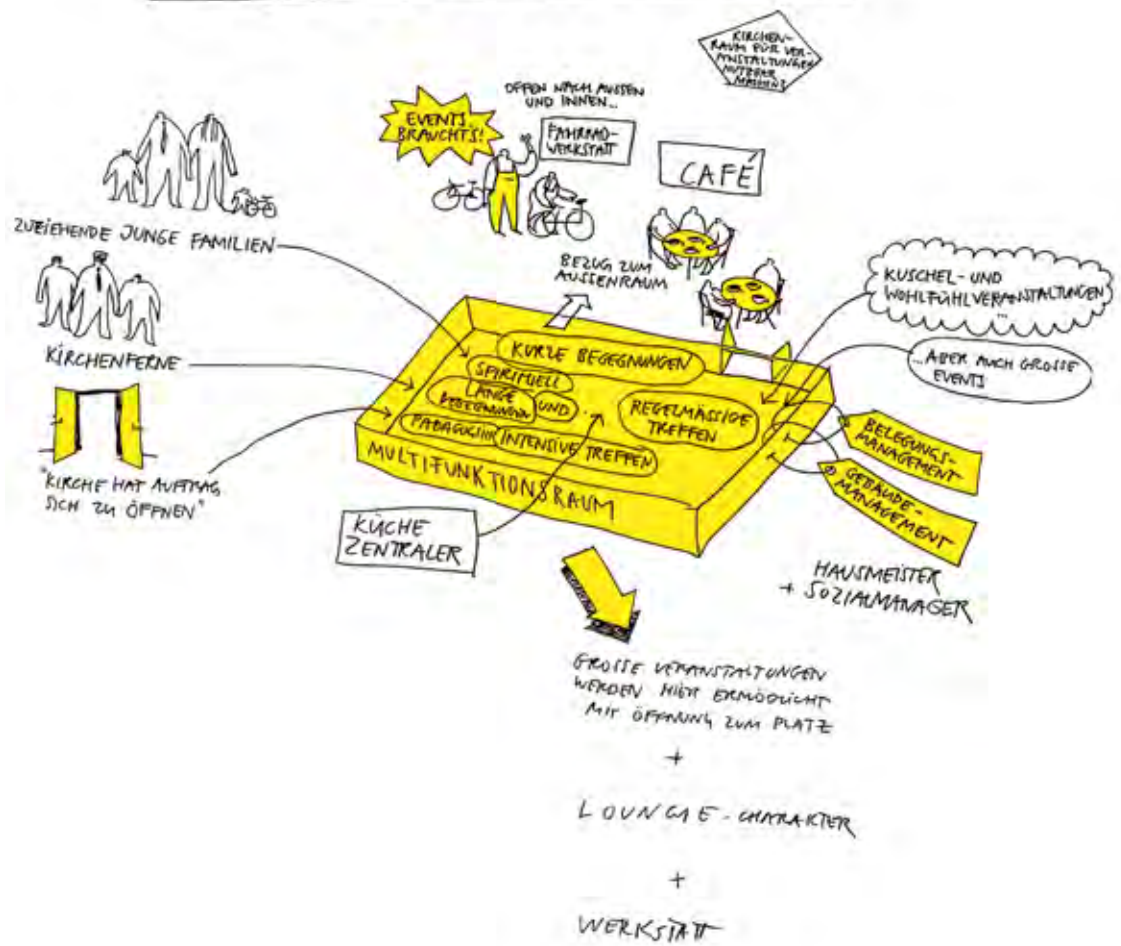 KIRCHEN-
RAUM FÜR VER-
ANSTALTUNGEN
NUTZBAR
MACHEN!
OFFEN NACH AUSSEN
UND INNEN...
EVENTS
BRAUCHT'S!
FAHRRAD-
WERKSTATT
CAFÉ
ZUZIEHENDE JUNGE FAMILIEN
BEZUG ZUM
AUSSENRAUM
KUSCHEL- UND
WOHLFÜHLVERANSTALTUNGEN
...
...ABER AUCH GROSSE
EVENTS
KIRCHENFERNE
KURZE BEGEGNUNGEN
SPIRITUELL
LANGE
BEGEGNUNGEN UND ...
REGELMÄSSIGE
TREFFEN
PÄDAGOGISCH INTENSIVE TREFFEN
MULTIFUNKTIONSRAUM
BELEGUNGS-
MANAGEMENT
GEBÄUDE-
MANAGEMENT
"KIRCHE HAT AUFTRAG
SICH ZU ÖFFNEN"
KÜCHE
ZENTRALER
HAUSMEISTER
+ SOZIALMANAGER
GROSSE VERANSTALTUNGEN
WERDEN HIER ERMÖGLICHT
MIT ÖFFNUNG ZUM PLATZ
+
LOUNGE-CHARAKTER
+
WERKSTATT